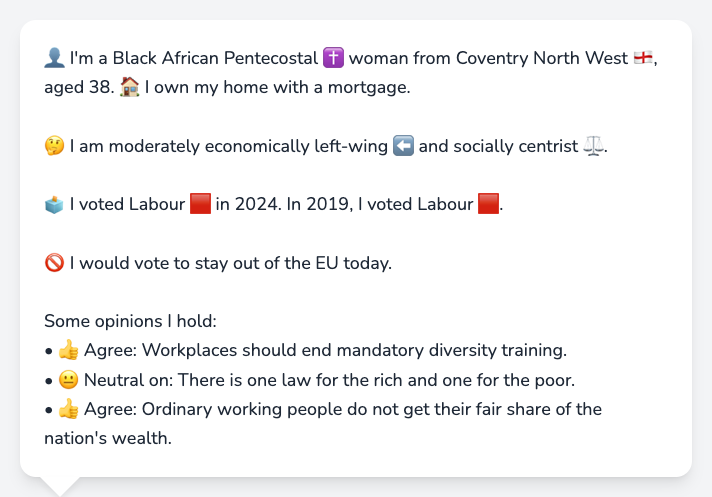 👤 I'm a Black African Pentecostal ✝️ woman from Coventry North West 🏴󠁧󠁢󠁥󠁮󠁧󠁿,
aged 38. 🏠 I own my home with a mortgage.
🤔 I am moderately economically left-wing ⬅️ and socially centrist ⚖️.
🗳️ I voted Labour 🟥 in 2024. In 2019, I voted Labour 🟥.
🚫 I would vote to stay out of the EU today.
Some opinions I hold:
• 👍 Agree: Workplaces should end mandatory diversity training.
• 😐 Neutral on: There is one law for the rich and one for the poor.
• 👍 Agree: Ordinary working people do not get their fair share of the
nation's wealth.